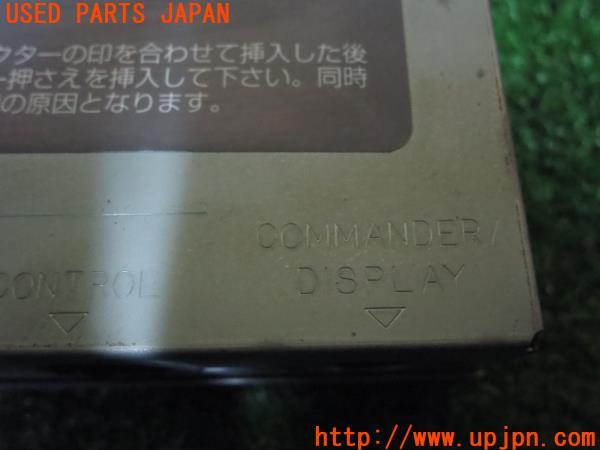 USED PARTS JAPAN
クターの印を合わせて挿入した後
押さえを挿入して下さい。同時
の原因となります。
COMMANDER/
CONTROL
DISPLAY
http://www.upjpn.com